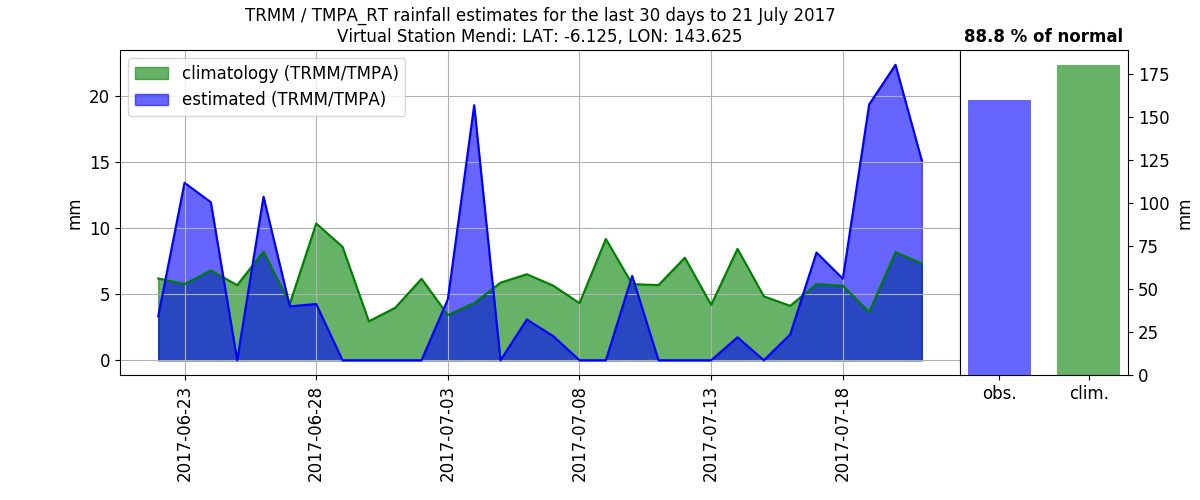 TRMM / TMPA_RT rainfall estimates for the last 30 days to 21 July 2017
Virtual Station Mendi: LAT: -6.125, LON: 143.625
88.8 % of normal
climatology (TRMM/TMPA)
estimated (TRMM/TMPA)
mm
20
15
10
5
0
2017-06-23
2017-06-28
2017-07-03
2017-07-08
2017-07-13
2017-07-18
175
150
125
100
75
50
25
0
mm
obs.
clim.